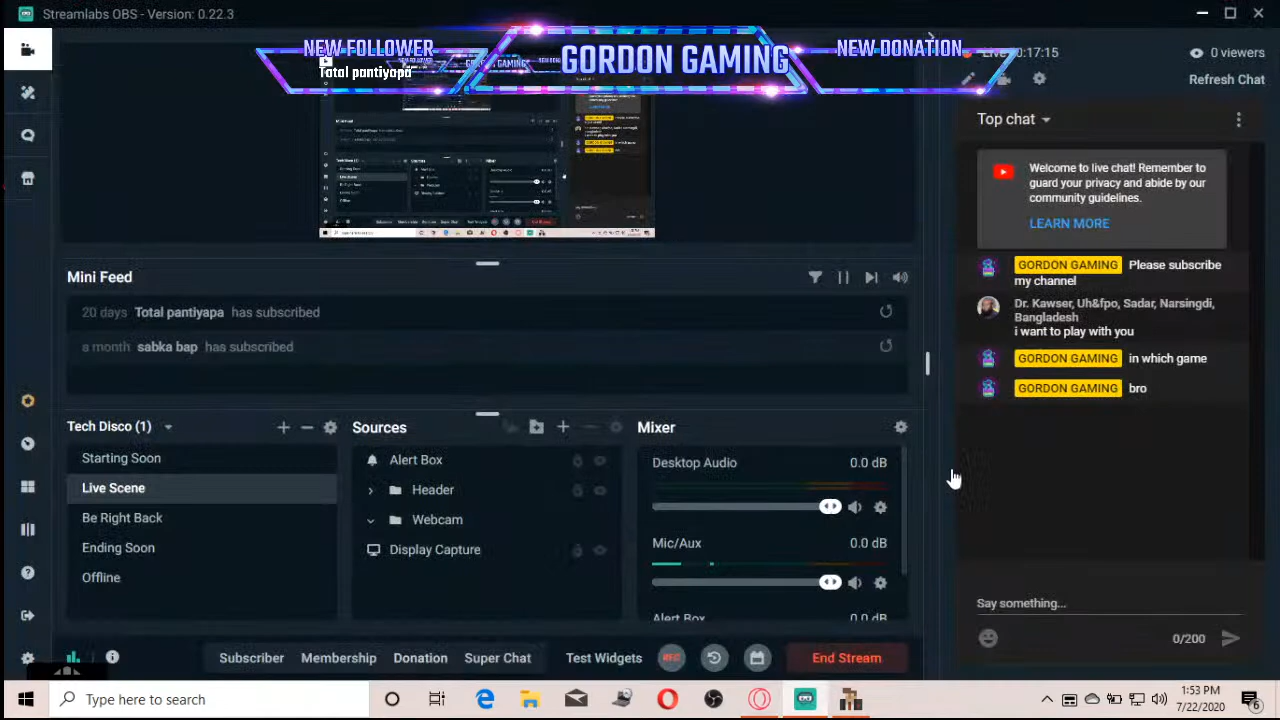 Streamlabs OBS - Version: 0.22.3
NEW FOLLOWER
Total pantiyapa
GORDON GAMING
NEW DONATION
0:17:15
0 viewers
Refresh Chat
Top chat
Welcome to live chat! Remember to
guard your privacy and abide by our
community guidelines.
LEARN MORE
GORDON GAMING Please subscribe
my channel
Dr. Kawser, Uh&fpo, Sadar, Narsingdi,
Bangladesh
i want to play with you
GORDON GAMING in which game
GORDON GAMING bro
Say something...
0/200
Mini Feed
20 days Total pantiyapa has subscribed
a month sabka bap has subscribed
Tech Disco (1)
Starting Soon
Live Scene
Be Right Back
Ending Soon
Offline
Sources
Alert Box
Header
Webcam
Display Capture
Mixer
Desktop Audio 0.0 dB
Mic/Aux 0.0 dB
Alert Box
Subscriber Membership Donation Super Chat Test Widgets REC End Stream
Type here to search
4:53 PM
7/22/2020
6